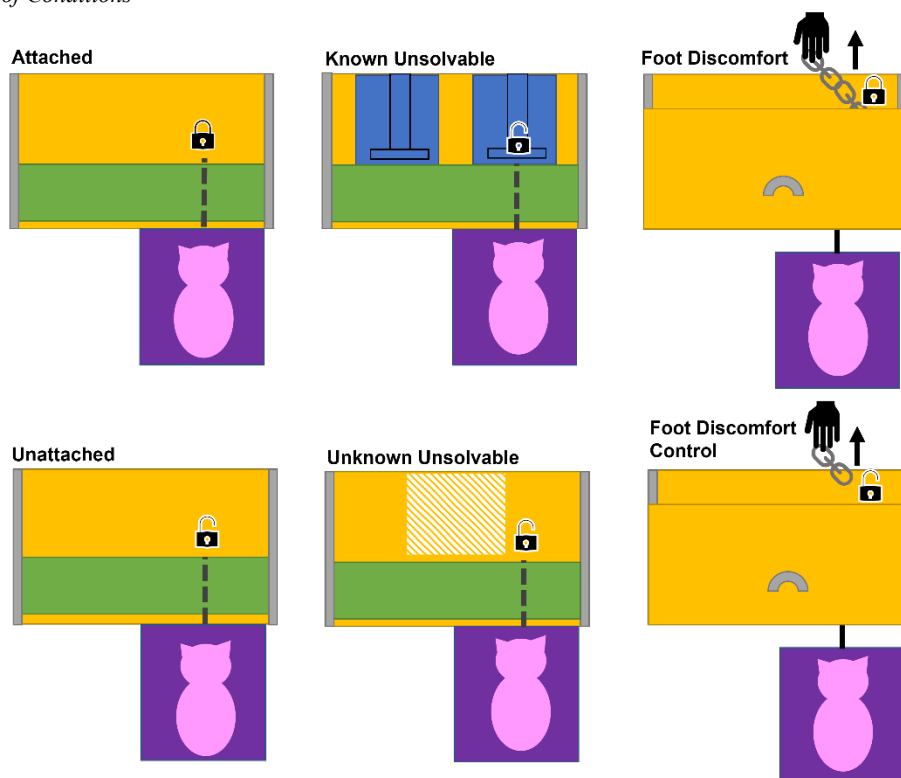 of Conditions
Attached
Known Unsolvable
Foot Discomfort
Unattached
Unknown Unsolvable
Foot Discomfort
Control